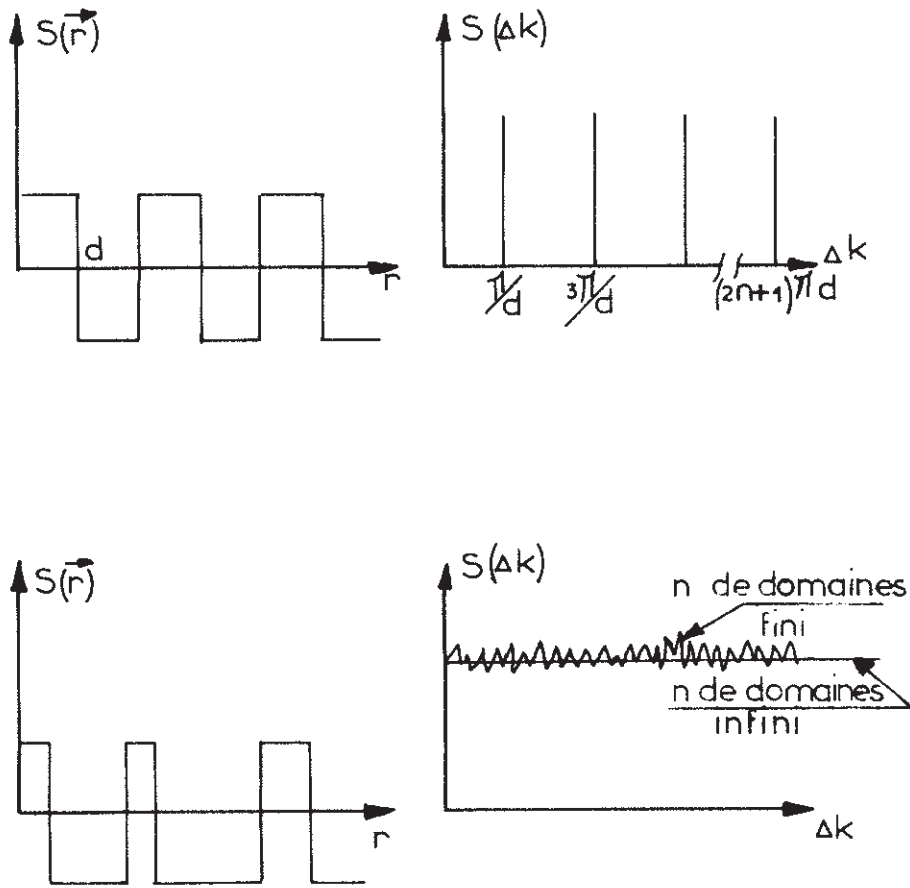 S(r⃗)
d
r
S(Δk)
π/d
3π/d
(2n+1)π d
Δk
S(r⃗)
r
S(Δk)
n de domaines
fini
n de domaines
infini
Δk